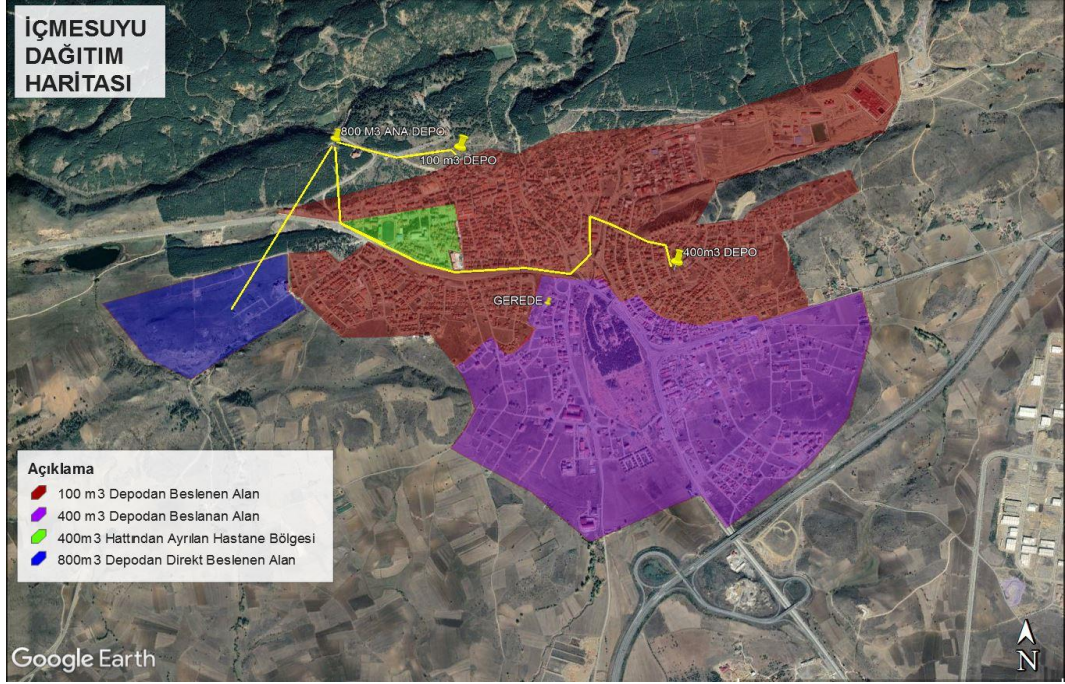 İÇMESUYU
DAĞITIM
HARİTASI
800 M3 ANA DEPO
100 m3 DEPO
400m3 DEPO
GEREDE
Açıklama
100 m3 Depodan Beslenen Alan
400 m3 Depodan Beslanan Alan
400m3 Hattından Ayrılan Hastane Bölgesi
800m3 Depodan Direkt Beslenen Alan
Google Earth
N